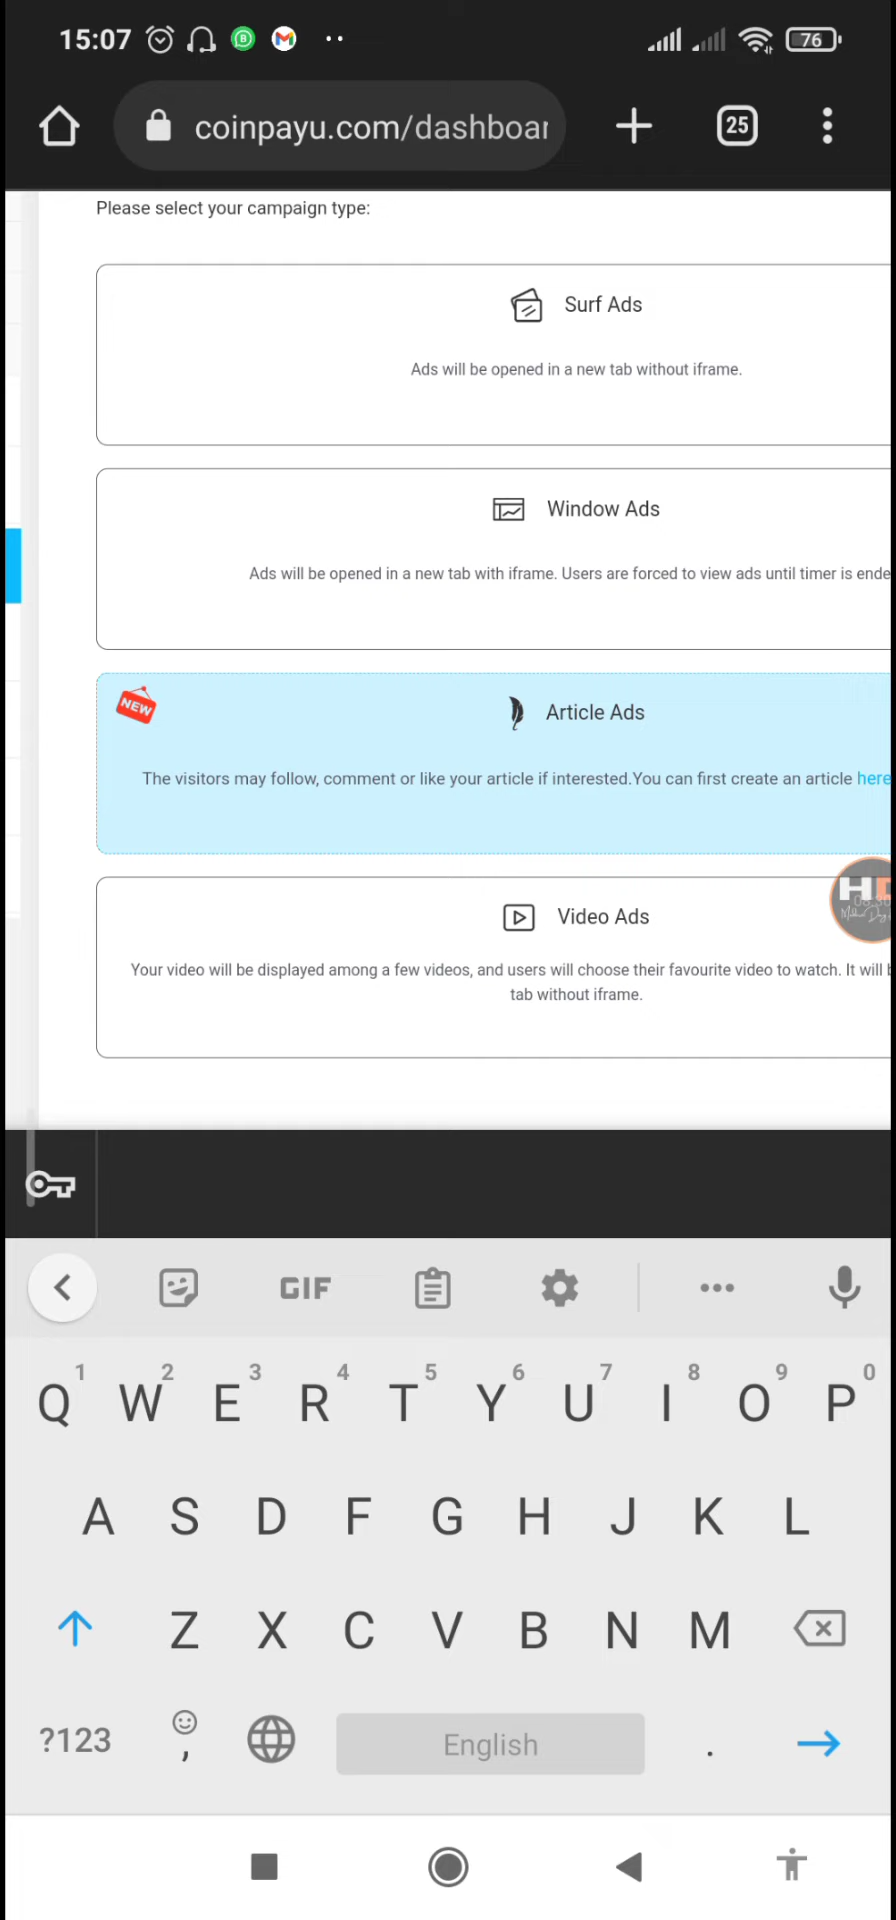 15:07
76
coinpayu.com/dashboar
25
Please select your campaign type:
Surf Ads
Ads will be opened in a new tab without iframe.
Window Ads
Ads will be opened in a new tab with iframe. Users are forced to view ads until timer is ende
NEW
Article Ads
The visitors may follow, comment or like your article if interested.You can first create an article here
Video Ads
Your video will be displayed among a few videos, and users will choose their favourite video to watch. It will
tab without iframe.
GIF
1 2 3 4 5 6 7 8 9 0
Q W E R T Y U I O P
A S D F G H J K L
Z X C V B N M
?123 , English .